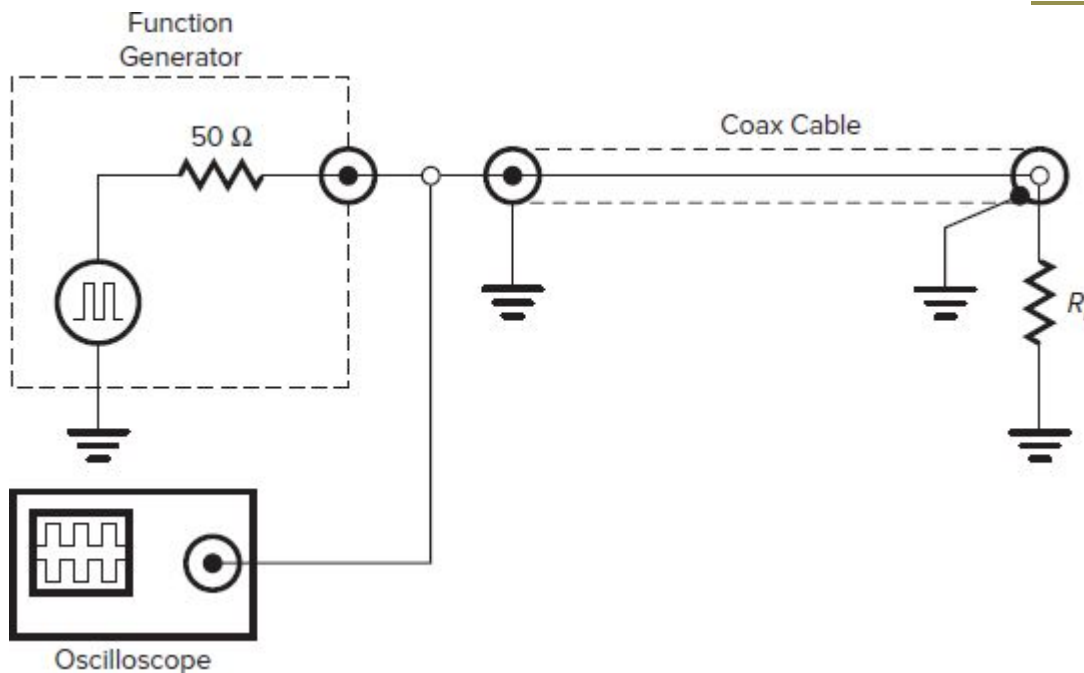 Function
Generator
50 Ω
Coax Cable
R
Oscilloscope